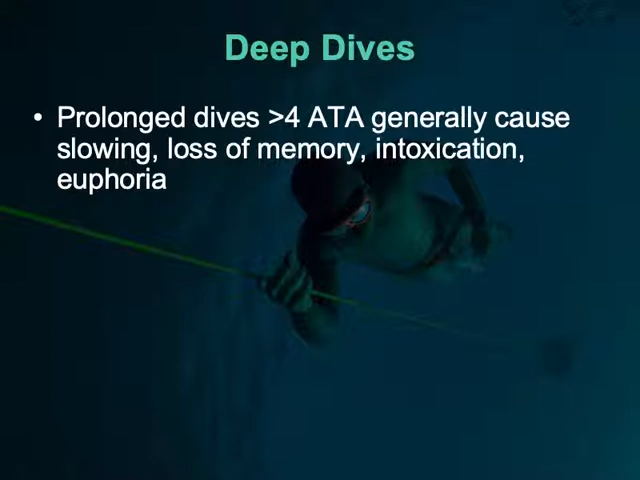 Deep Dives
• Prolonged dives >4 ATA generally cause
slowing, loss of memory, intoxication,
euphoria